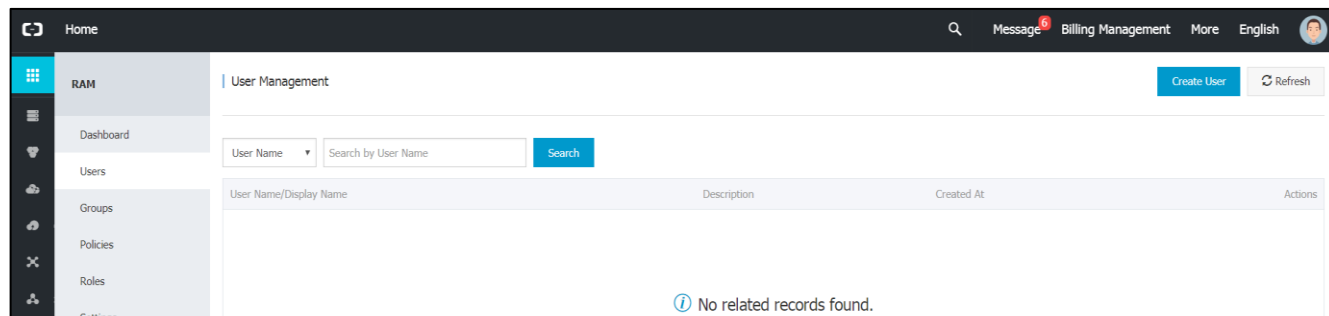 Home
Message 6
Billing Management
More
English
RAM
Dashboard
Users
Groups
Policies
Roles
User Management
Create User
Refresh
User Name
Search by User Name
Search
User Name/Display Name
Description
Created At
Actions
No related records found.